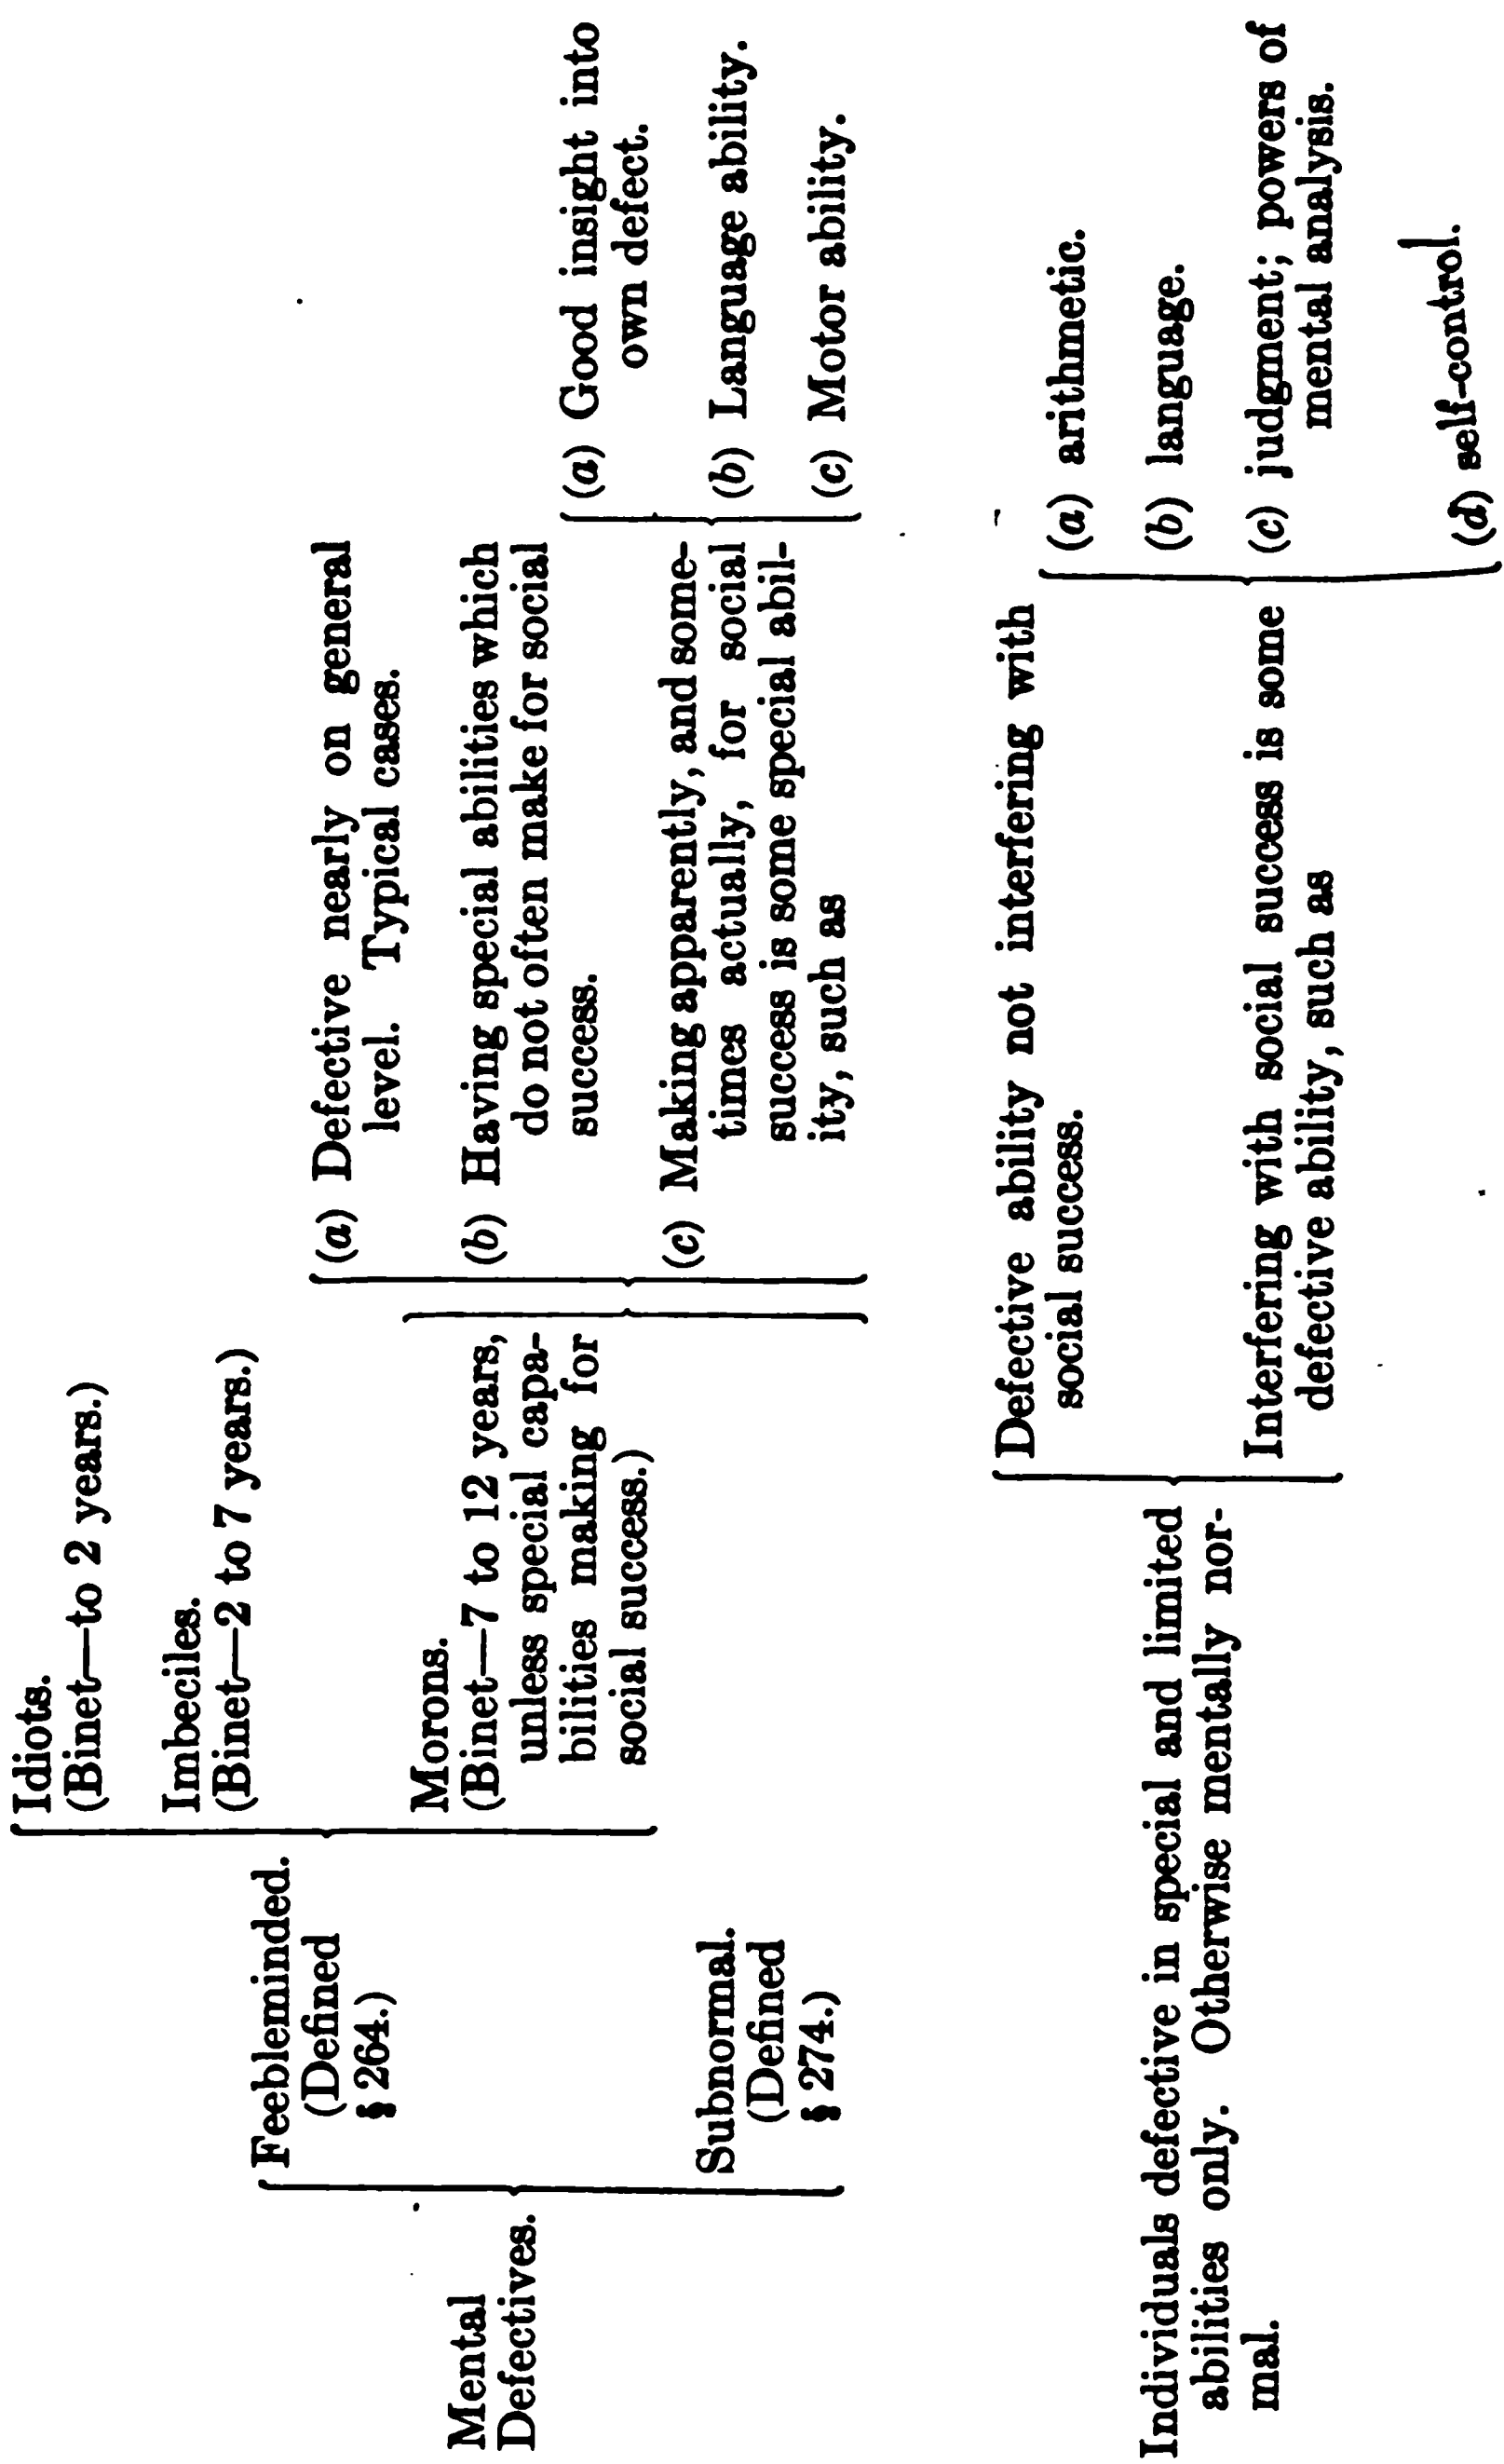 Mental
Defectives.
Feebleminded.
(Defined
§ 264.)
Subnormal.
(Defined
§ 274.)
Idiots.
(Binet—to 2 years.)
Imbeciles.
(Binet—2 to 7 years.)
Morons.
(Binet—7 to 12 years,
unless special capa-
bilities making for
social success.)
(a) Defective nearly on general
level. Typical cases.
(b) Having special abilities which
do not often make for social
success.
(c) Making apparently, and some-
times actually, for social
success is some special abil-
ity, such as
(a) Good insight into
own defect.
(b) Language ability.
(c) Motor ability.
Individuals defective in special and limited
abilities only. Otherwise mentally nor-
mal.
Defective ability not interfering with
social success.
Interfering with social success is some
defective ability, such as
(a) arithmetic.
(b) language.
(c) judgment; powers of
mental analysis.
(d) self-control.